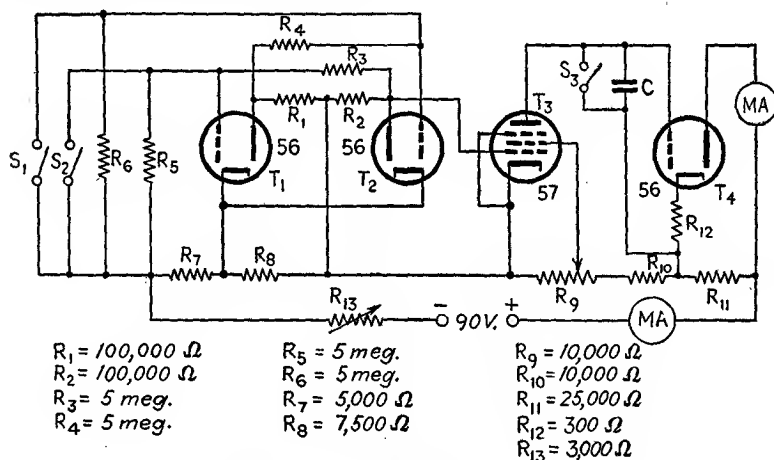 R4
R3
S3
C
MA
R1
R2
T3
S1
S2
R6
R5
56
56
57
56
T1
T2
T4
R12
R7
R8
R9
R10
R11
R13
− 90V. +
MA
R1 = 100,000 Ω
R2 = 100,000 Ω
R3 = 5 meg.
R4 = 5 meg.
R5 = 5 meg.
R6 = 5 meg.
R7 = 5,000 Ω
R8 = 7,500 Ω
R9 = 10,000 Ω
R10 = 10,000 Ω
R11 = 25,000 Ω
R12 = 300 Ω
R13 = 3,000 Ω